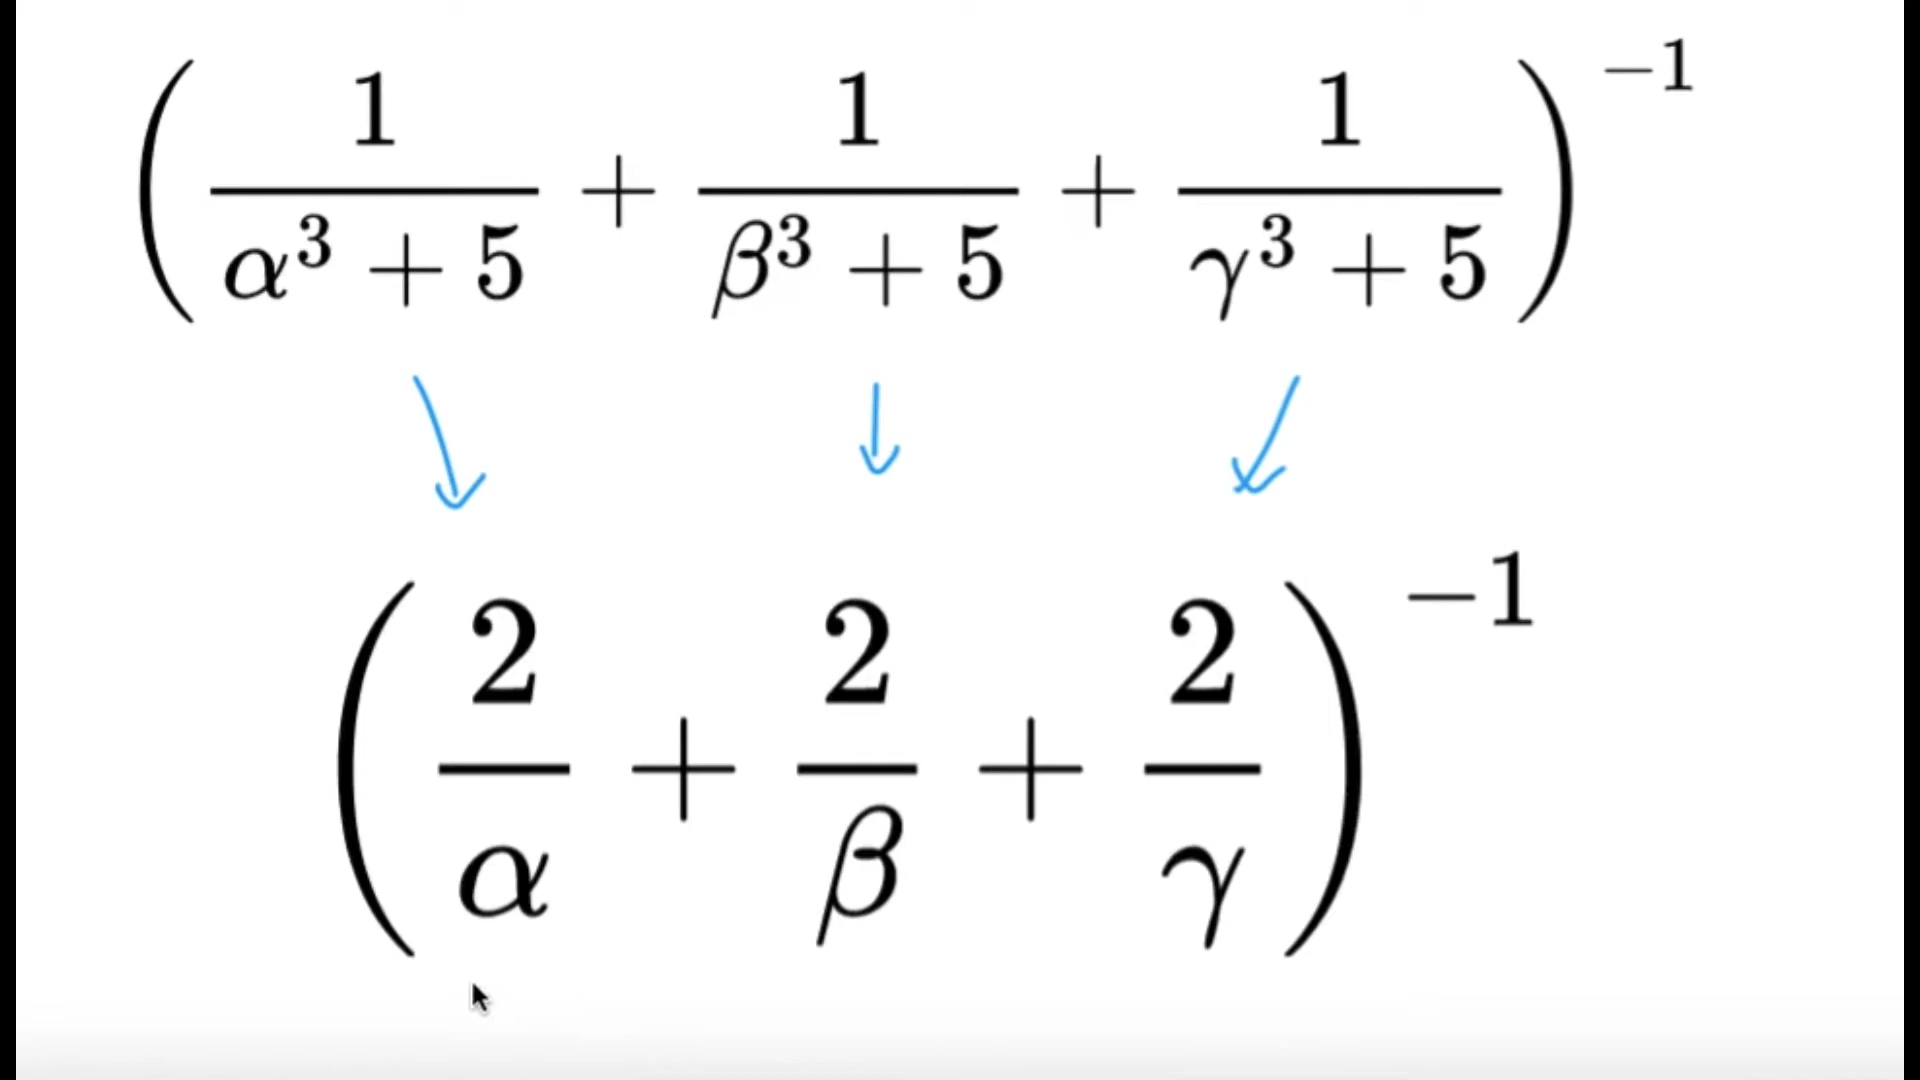 (1/(α³ + 5) + 1/(β³ + 5) + 1/(γ³ + 5))⁻¹
(2/α + 2/β + 2/γ)⁻¹